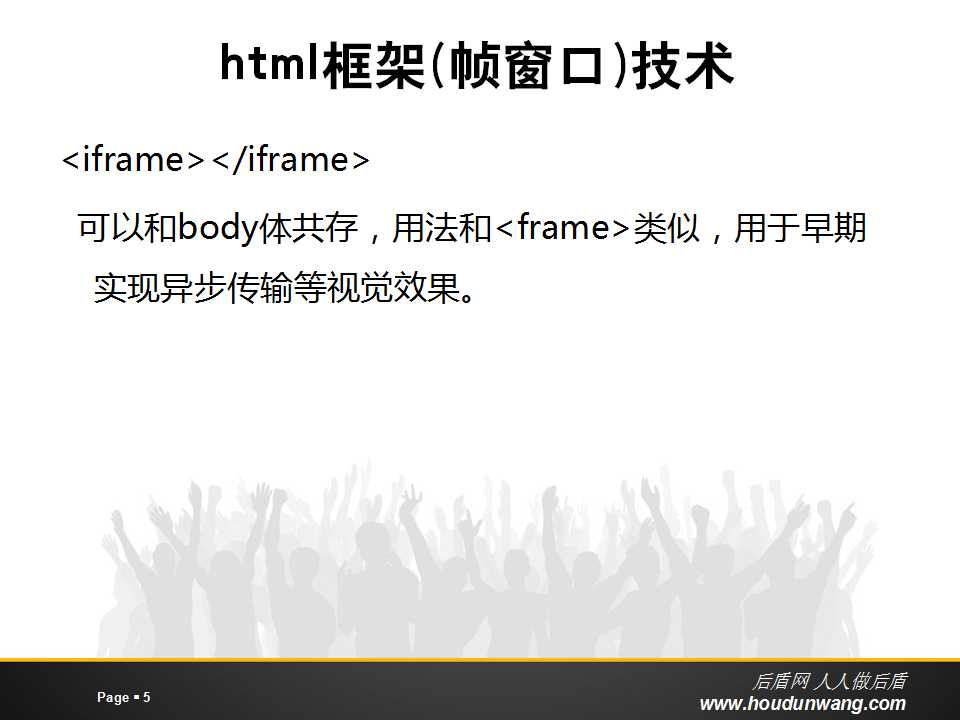 html框架(帧窗口)技术
<iframe></iframe>
可以和body体共存，用法和<frame>类似，用于早期
实现异步传输等视觉效果。
Page ▪ 5
后盾网 人人做后盾
www.houdunwang.com